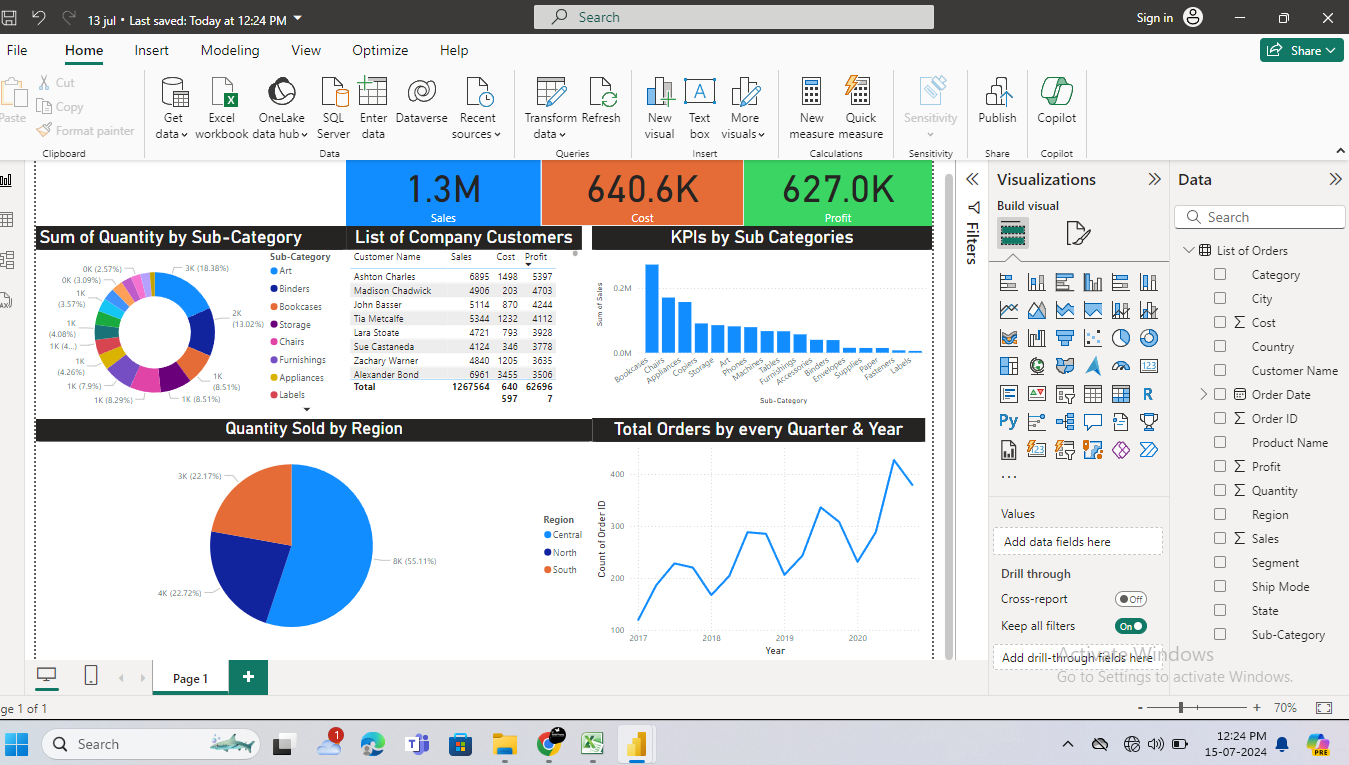 13 jul • Last saved: Today at 12:24 PM
Search
Sign in
File Home Insert Modeling View Optimize Help
Share
Paste
Cut
Copy
Format painter
Clipboard
Get data
Excel workbook
OneLake data hub
SQL Server
Enter data
Dataverse
Recent sources
Data
Transform data
Refresh
Queries
New visual
Text box
More visuals
Insert
New measure
Quick measure
Calculations
Sensitivity
Sensitivity
Publish
Share
Copilot
Copilot
1.3M
Sales
640.6K
Cost
627.0K
Profit
Sum of Quantity by Sub-Category
3K (18.38%)
2K (13.02%)
1K (8.51%)
1K (8.51%)
1K (8.29%)
1K (7.9%)
1K (4.26%)
1K (4...)
1K (4.08%)
1K (3.57%)
0K (3.09%)
0K (2.57%)
Sub-Category
Art
Binders
Bookcases
Storage
Chairs
Furnishings
Appliances
Labels
List of Company Customers
Customer Name Sales Cost Profit
Ashton Charles 6895 1498 5397
Madison Chadwick 4906 203 4703
John Basser 5114 870 4244
Tia Metcalfe 5344 1232 4112
Lara Stoate 4721 793 3928
Sue Castaneda 4124 346 3778
Zachary Warner 4840 1205 3635
Alexander Bond 6961 3455 3506
Total 1267564 640 62696
597 7
KPIs by Sub Categories
Sum of Sales
0.2M
0.0M
Bookcases
Chairs
Appliances
Copiers
Storage
Art
Phones
Machines
Tables
Furnishings
Accessories
Binders
Envelopes
Supplies
Paper
Fasteners
Labels
Sub-Category
Quantity Sold by Region
3K (22.17%)
4K (22.72%)
8K (55.11%)
Region
Central
North
South
Total Orders by every Quarter & Year
Count of Order ID
400
300
200
100
2017 2018 2019 2020
Year
Filters
Visualizations
Build visual
123
R
Py
123
Values
Add data fields here
Drill through
Cross-report
Off
Keep all filters
On
Add drill-through fields here
Data
Search
List of Orders
Category
City
Cost
Country
Customer Name
Order Date
Order ID
Product Name
Profit
Quantity
Region
Sales
Segment
Ship Mode
State
Sub-Category
Activate Windows
Go to Settings to activate Windows.
Page 1
ge 1 of 1
- + 70%
Search
1
12:24 PM
15-07-2024
PRE